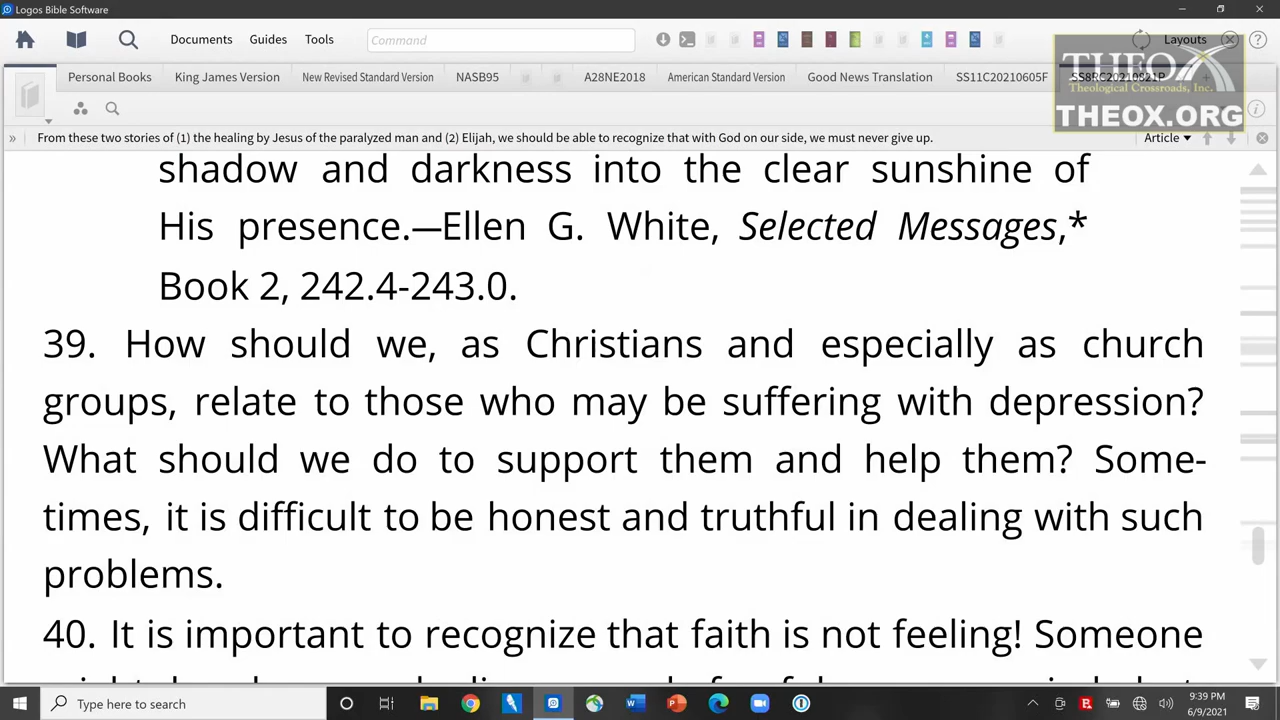 Logos Bible Software
Documents Guides Tools Command Layouts
Personal Books King James Version New Revised Standard Version NASB95 A28NE2018 American Standard Version Good News Translation SS11C20210605F SS8RC20210821P
THEOX
Theological Crossroads, Inc.
THEOX.ORG
» From these two stories of (1) the healing by Jesus of the paralyzed man and (2) Elijah, we should be able to recognize that with God on our side, we must never give up. Article
shadow and darkness into the clear sunshine of
His presence.—Ellen G. White, Selected Messages,*
Book 2, 242.4-243.0.
39. How should we, as Christians and especially as church
groups, relate to those who may be suffering with depression?
What should we do to support them and help them? Some-
times, it is difficult to be honest and truthful in dealing with such
problems.
40. It is important to recognize that faith is not feeling! Someone
Type here to search
9:39 PM
6/9/2021